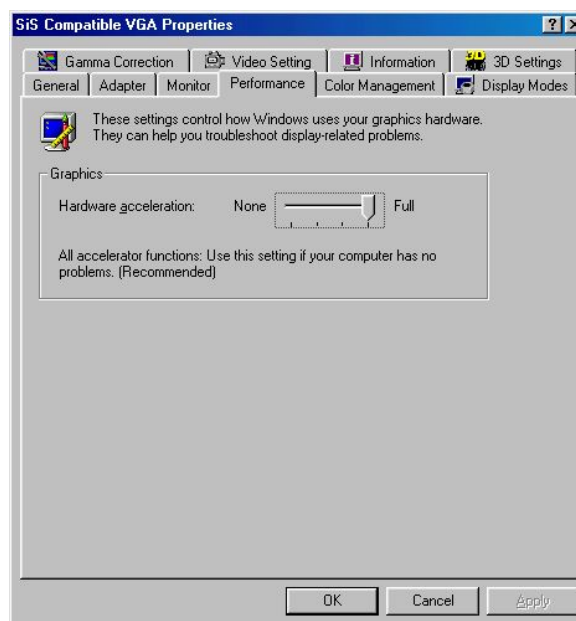 SiS Compatible VGA Properties
Gamma Correction Video Setting Information 3D Settings
General Adapter Monitor Performance Color Management Display Modes
These settings control how Windows uses your graphics hardware.
They can help you troubleshoot display-related problems.
Graphics
Hardware acceleration: None Full
All accelerator functions: Use this setting if your computer has no
problems. (Recommended)
OK Cancel Apply